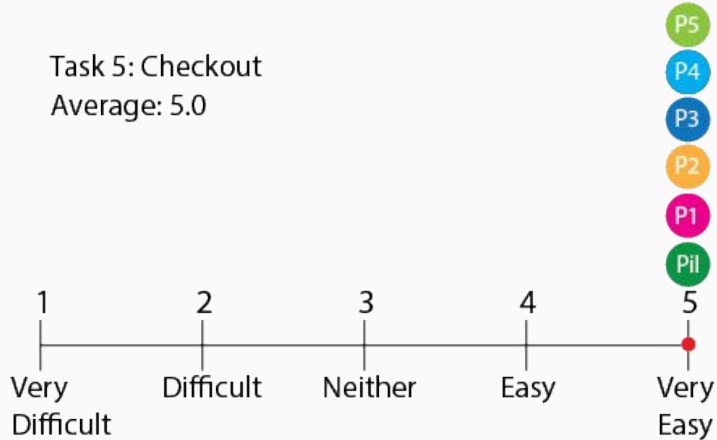 P5
Task 5: Checkout
P4
Average: 5.0
P3
P2
P1
Pil
1 2 3 4 5
Very Difficult Neither Easy Very
Difficult Easy